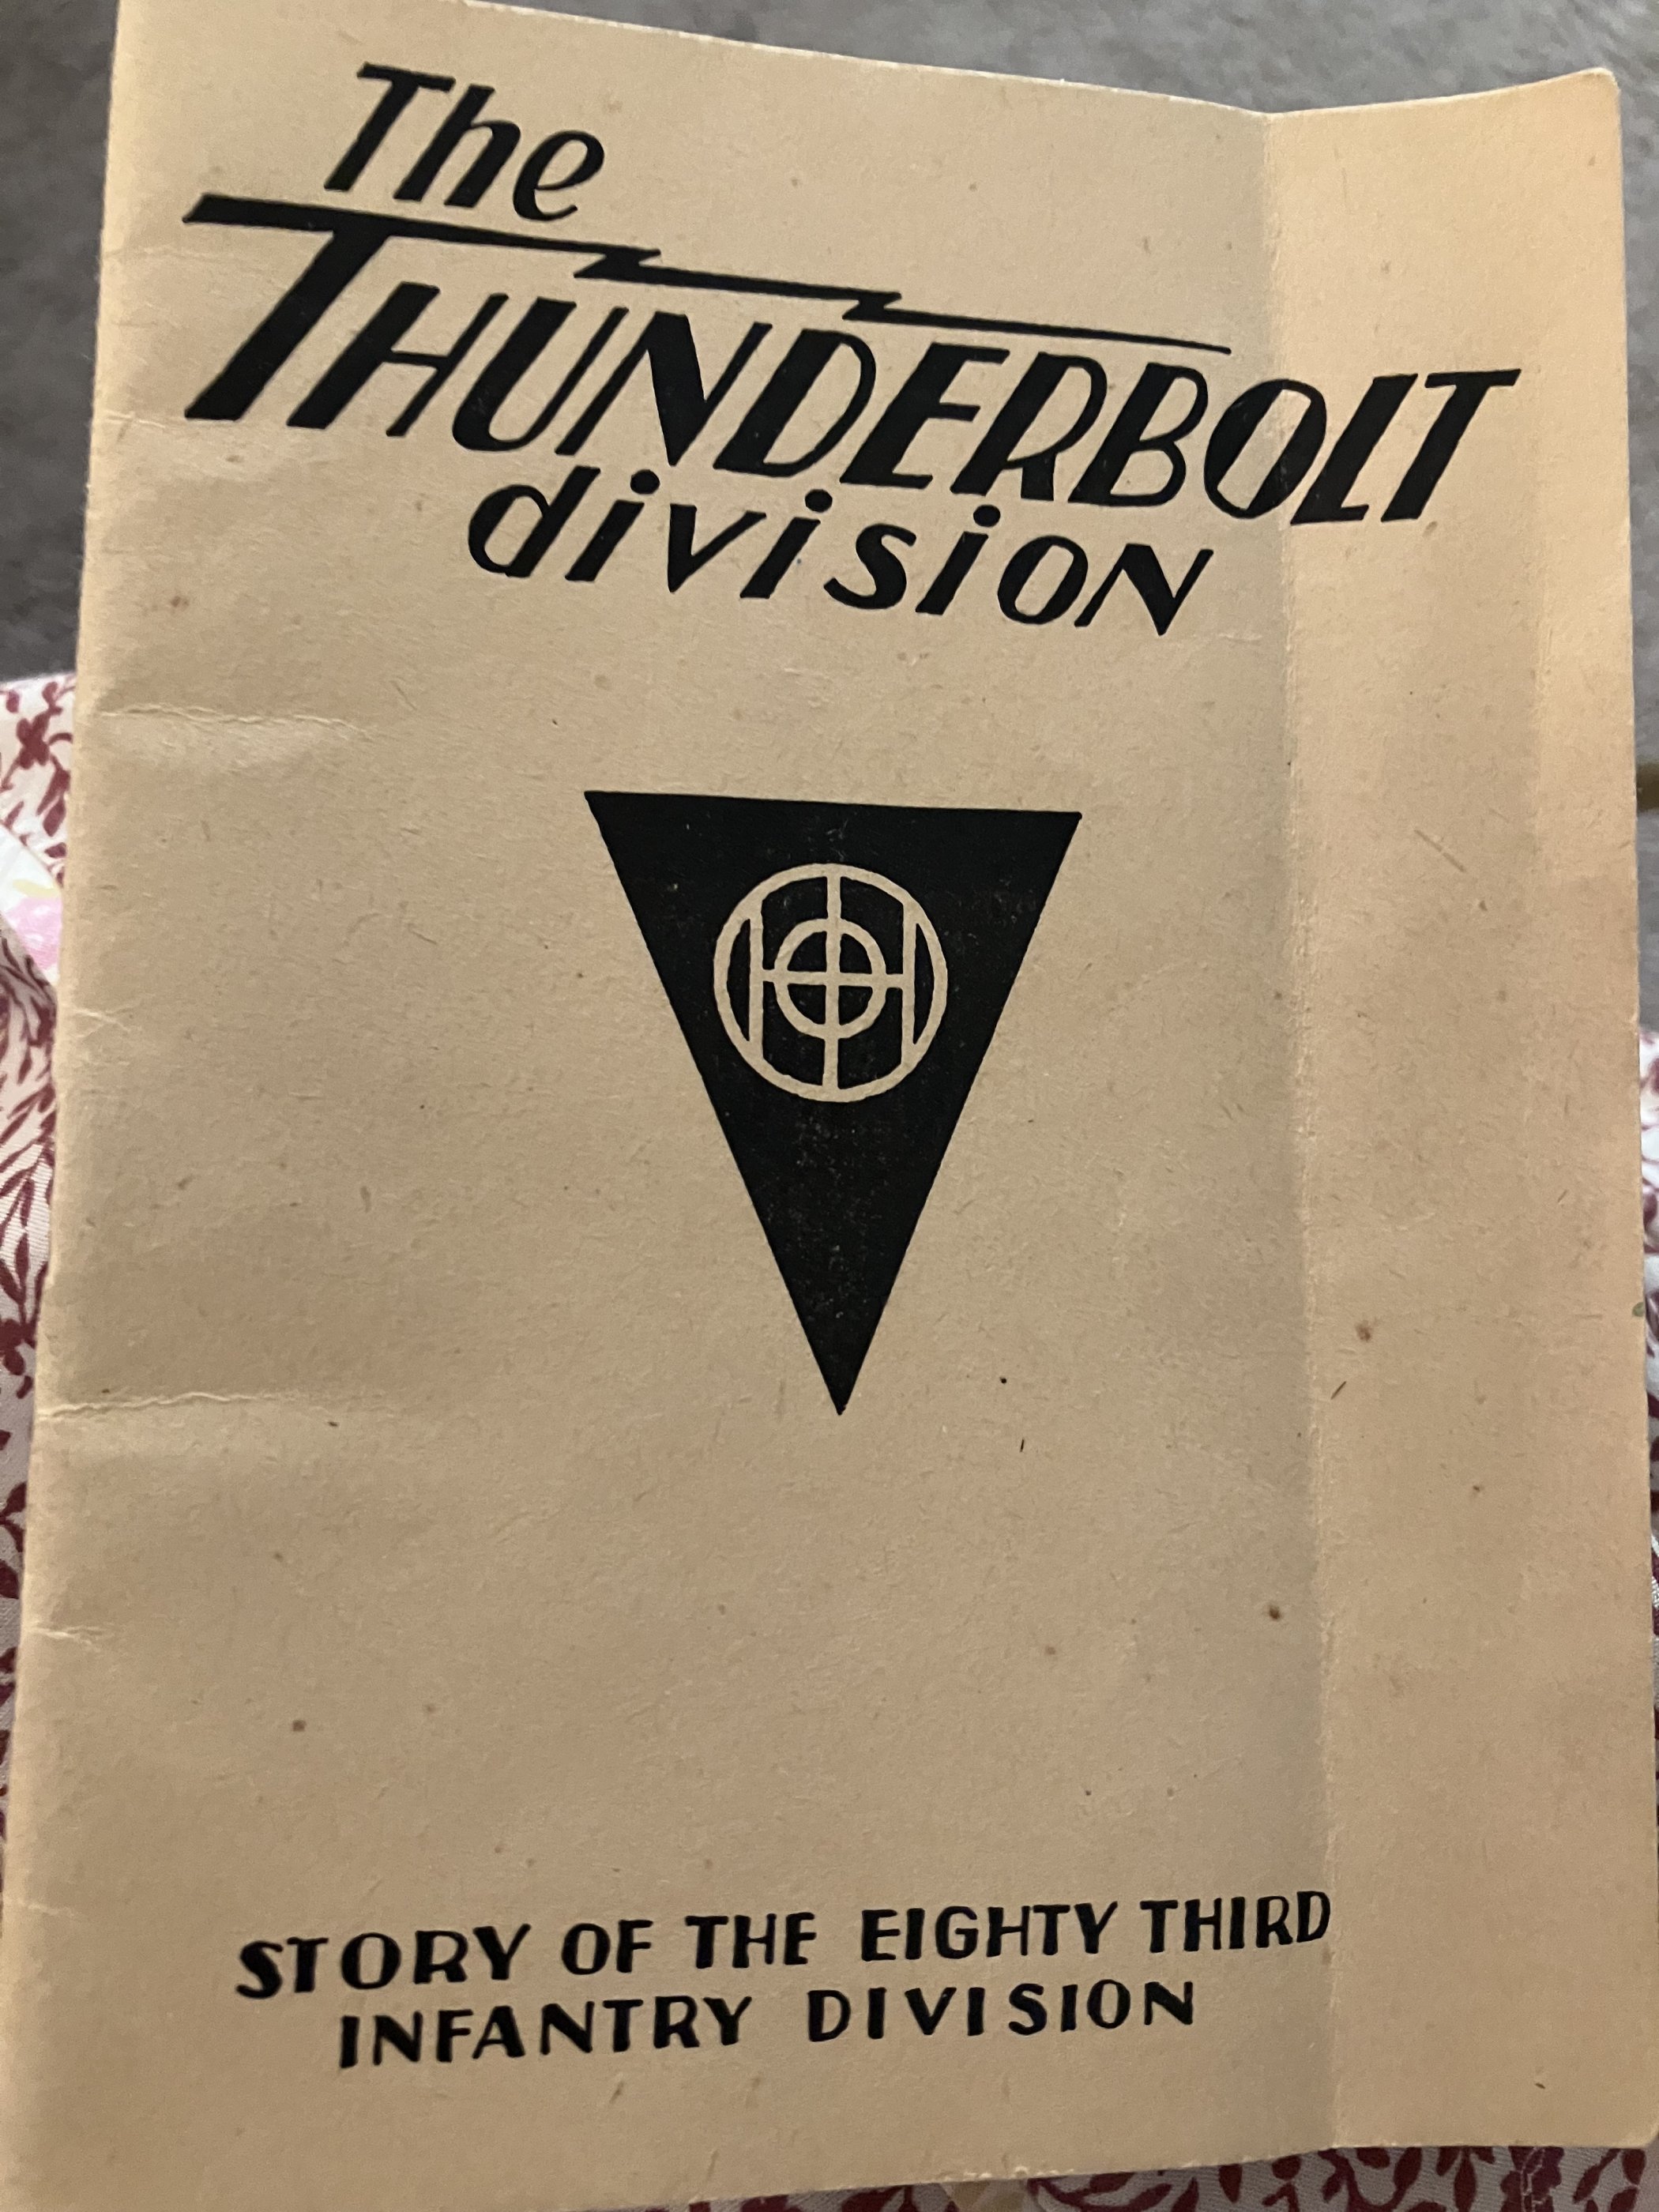 The
THUNDERBOLT
division
STORY OF THE EIGHTY THIRD
INFANTRY DIVISION